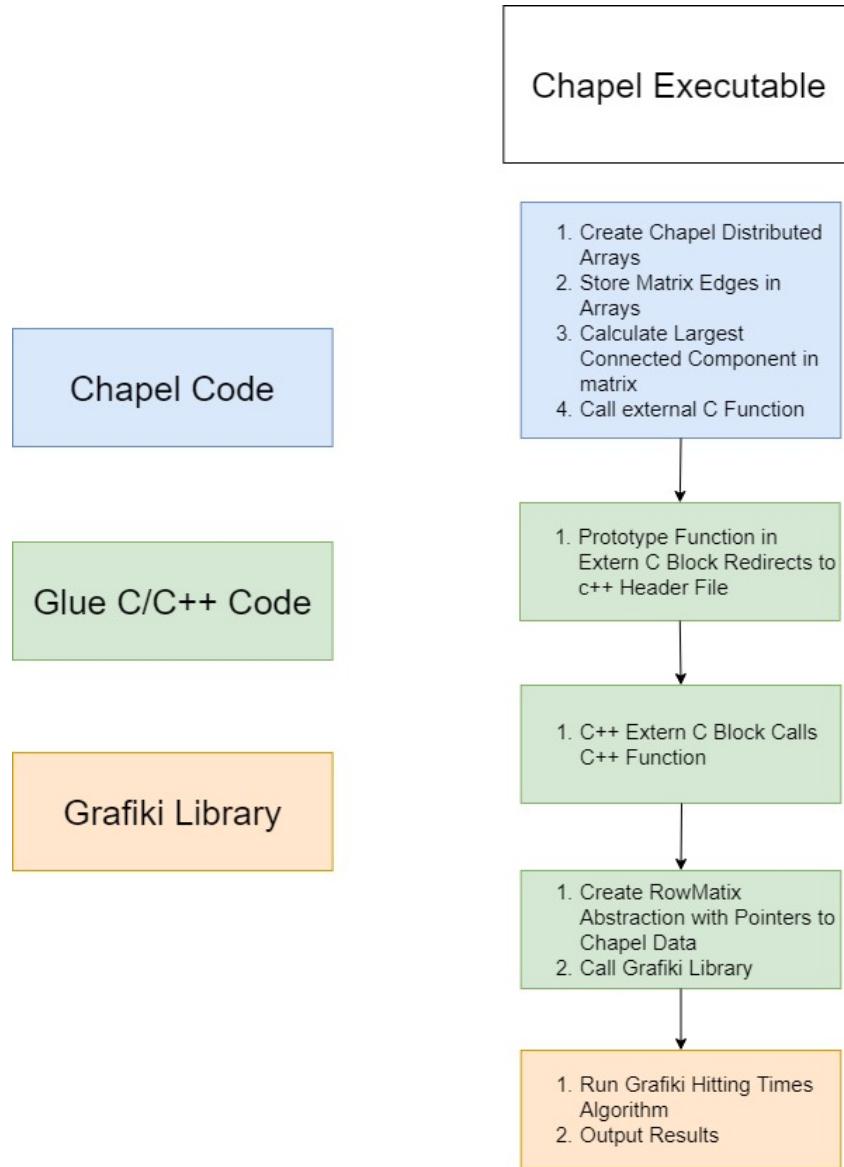 Chapel Executable
1. Create Chapel Distributed
Arrays
2. Store Matrix Edges in
Arrays
3. Calculate Largest
Connected Component in
matrix
4. Call external C Function
Chapel Code
1. Prototype Function in
Extern C Block Redirects to
c++ Header File
Glue C/C++ Code
1. C++ Extern C Block Calls
C++ Function
Grafiki Library
1. Create RowMatix
Abstraction with Pointers to
Chapel Data
2. Call Grafiki Library
1. Run Grafiki Hitting Times
Algorithm
2. Output Results